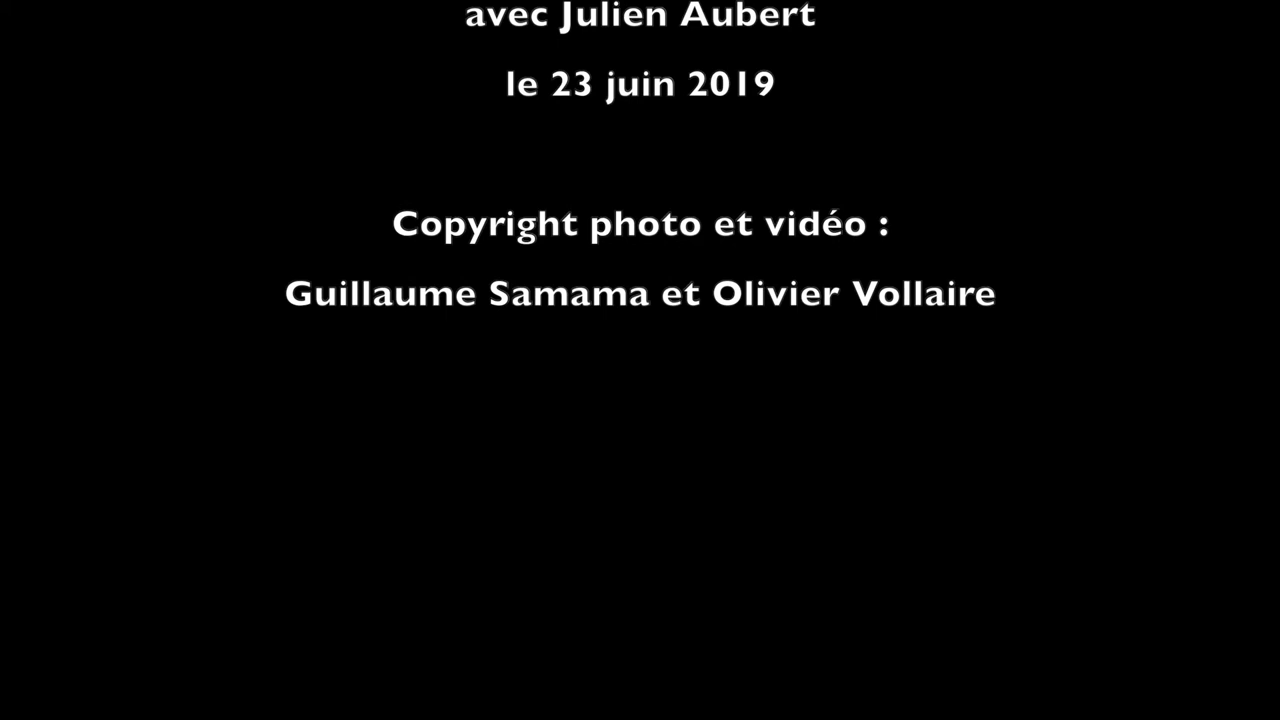 avec Julien Aubert
le 23 juin 2019
Copyright photo et vidéo :
Guillaume Samama et Olivier Vollaire